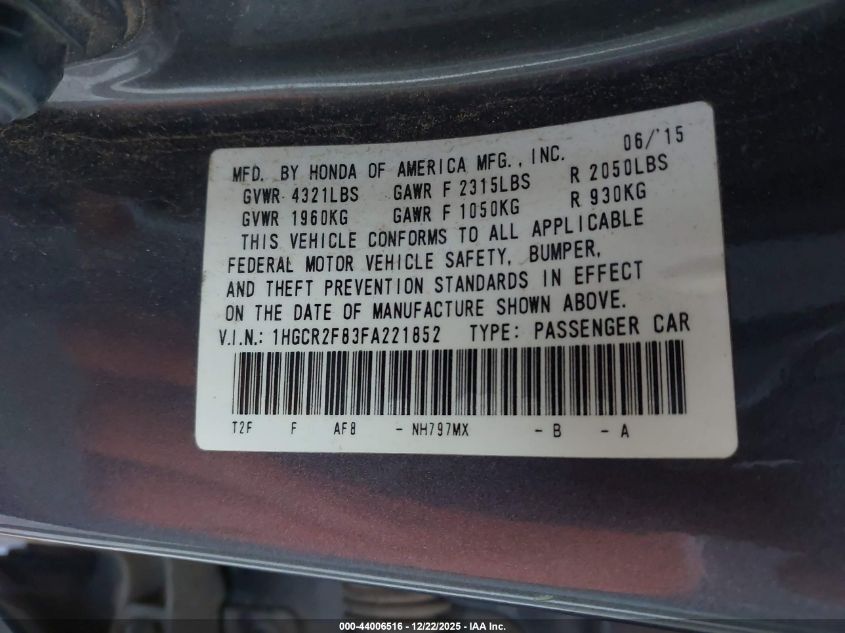 MFD. BY HONDA OF AMERICA MFG., INC. 06/'15
GVWR 4321LBS GAWR F 2315LBS R 2050LBS
GVWR 1960KG GAWR F 1050KG R 930KG
THIS VEHICLE CONFORMS TO ALL APPLICABLE
FEDERAL MOTOR VEHICLE SAFETY, BUMPER,
AND THEFT PREVENTION STANDARDS IN EFFECT
ON THE DATE OF MANUFACTURE SHOWN ABOVE.
V.I.N.: 1HGCR2F83FA221852 TYPE: PASSENGER CAR
T2F F AF8 - NH797MX - B - A
000-44006516 - 12/22/2025 - IAA Inc.